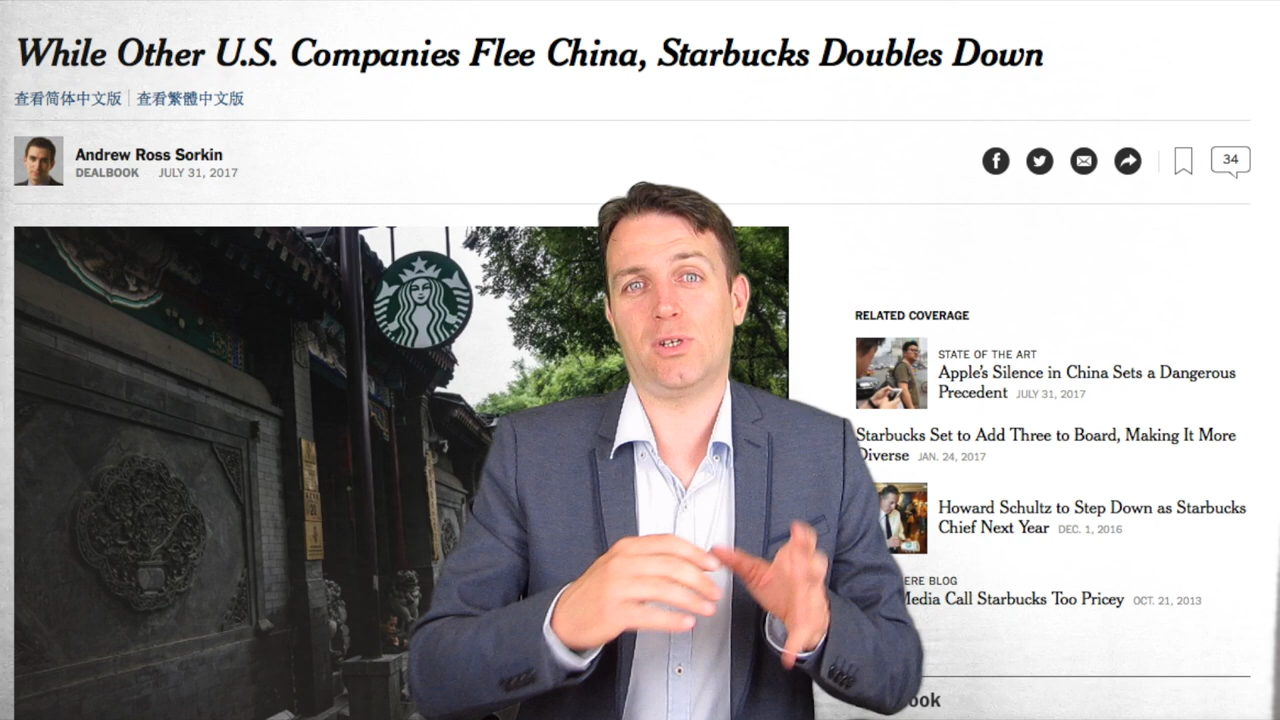 While Other U.S. Companies Flee China, Starbucks Doubles Down
查看简体中文版 查看繁體中文版
Andrew Ross Sorkin
DEALBOOK JULY 31, 2017
34
RELATED COVERAGE
STATE OF THE ART
Apple's Silence in China Sets a Dangerous
Precedent JULY 31, 2017
Starbucks Set to Add Three to Board, Making It More
Diverse JAN. 24, 2017
Howard Schultz to Step Down as Starbucks
Chief Next Year DEC. 1, 2016
BLOG
Media Call Starbucks Too Pricey OCT. 21, 2013